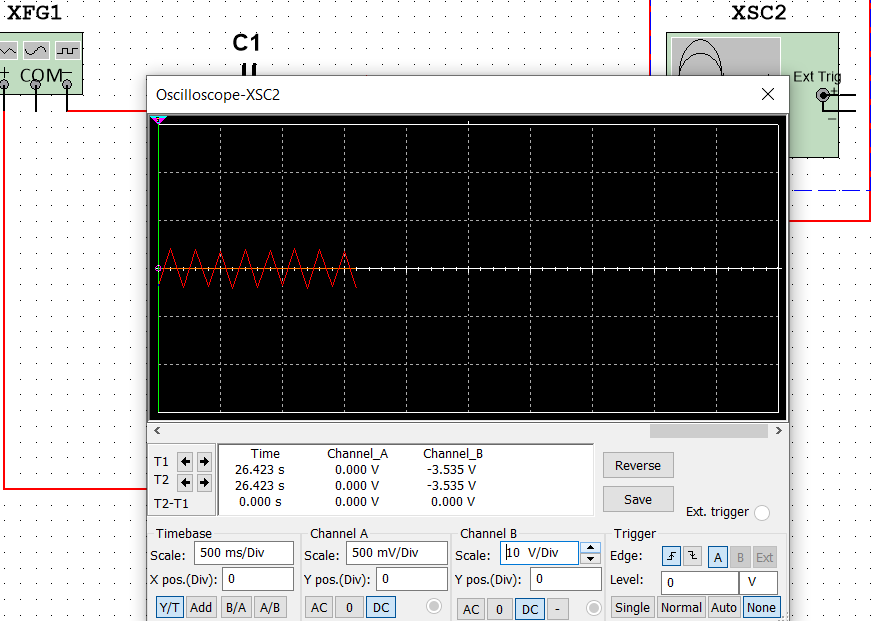 XFG1
XSC2
C1
+ COM −
Ext Trig
+
−
Oscilloscope-XSC2
Time Channel_A Channel_B
T1 26.423 s 0.000 V -3.535 V
T2 26.423 s 0.000 V -3.535 V
T2-T1 0.000 s 0.000 V 0.000 V
Reverse
Save
Ext. trigger
Timebase Channel A Channel B Trigger
Scale: 500 ms/Div Scale: 500 mV/Div Scale: 10 V/Div Edge: A B Ext
X pos.(Div): 0 Y pos.(Div): 0 Y pos.(Div): 0 Level: 0 V
Y/T Add B/A A/B AC 0 DC AC 0 DC - Single Normal Auto None